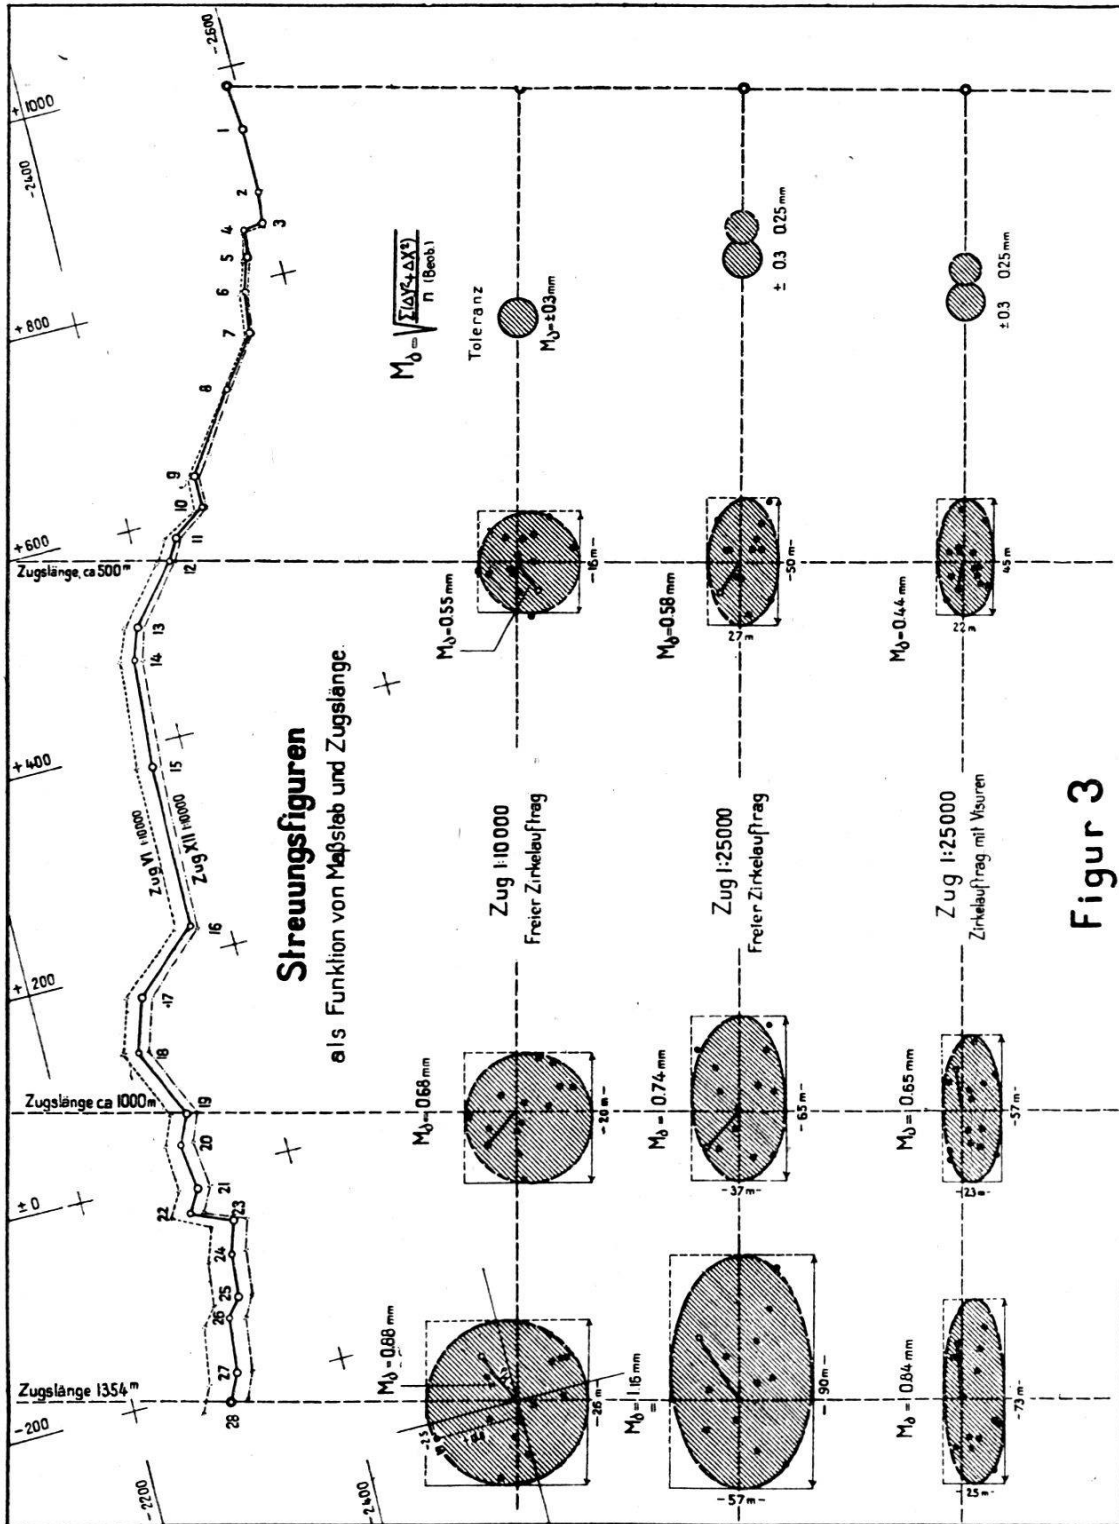 -200
±0
+200
+400
+600
+800
+1000
-2200
-2400
-2400
-2600
Zugslänge 1354 m
Zugslänge ca 1000 m
Zugslänge, ca 500 m
28
27
26
25
24
23
22
21
20
19
18
17
16
15
14
13
12
11
10
9
8
7
6
5
4
3
2
1
Zug VI 1:10000
Zug XII 1:10000
Streuungsfiguren
als Funktion von Maßstab und Zugslänge.
Mδ=√Σ(ΔY²+ΔX²)
n (Beob.)
Toleranz
Mδ=±0.3mm
Mδ=0.88 mm
Mδ=0.68 mm
Mδ=0.55 mm
-26 m-
-20 m-
-16 m-
Zug 1:10000
Freier Zirkelauftrag
Mδ=1.16 mm
Mδ=0.74 mm
Mδ=0.58 mm
-57 m-
-90 m-
-37 m-
-65 m-
27 m
-50 m-
± 0.3 0.25 mm
Zug 1:25000
Freier Zirkelauftrag
Mδ=0.84 mm
Mδ=0.65 mm
Mδ=0.44 mm
-25 m-
-73 m-
-23 m-
-57 m-
22 m
45 m
±0.3 0.25 mm
Zug 1:25000
Zirkelauftrag mit Visuren
Figur 3